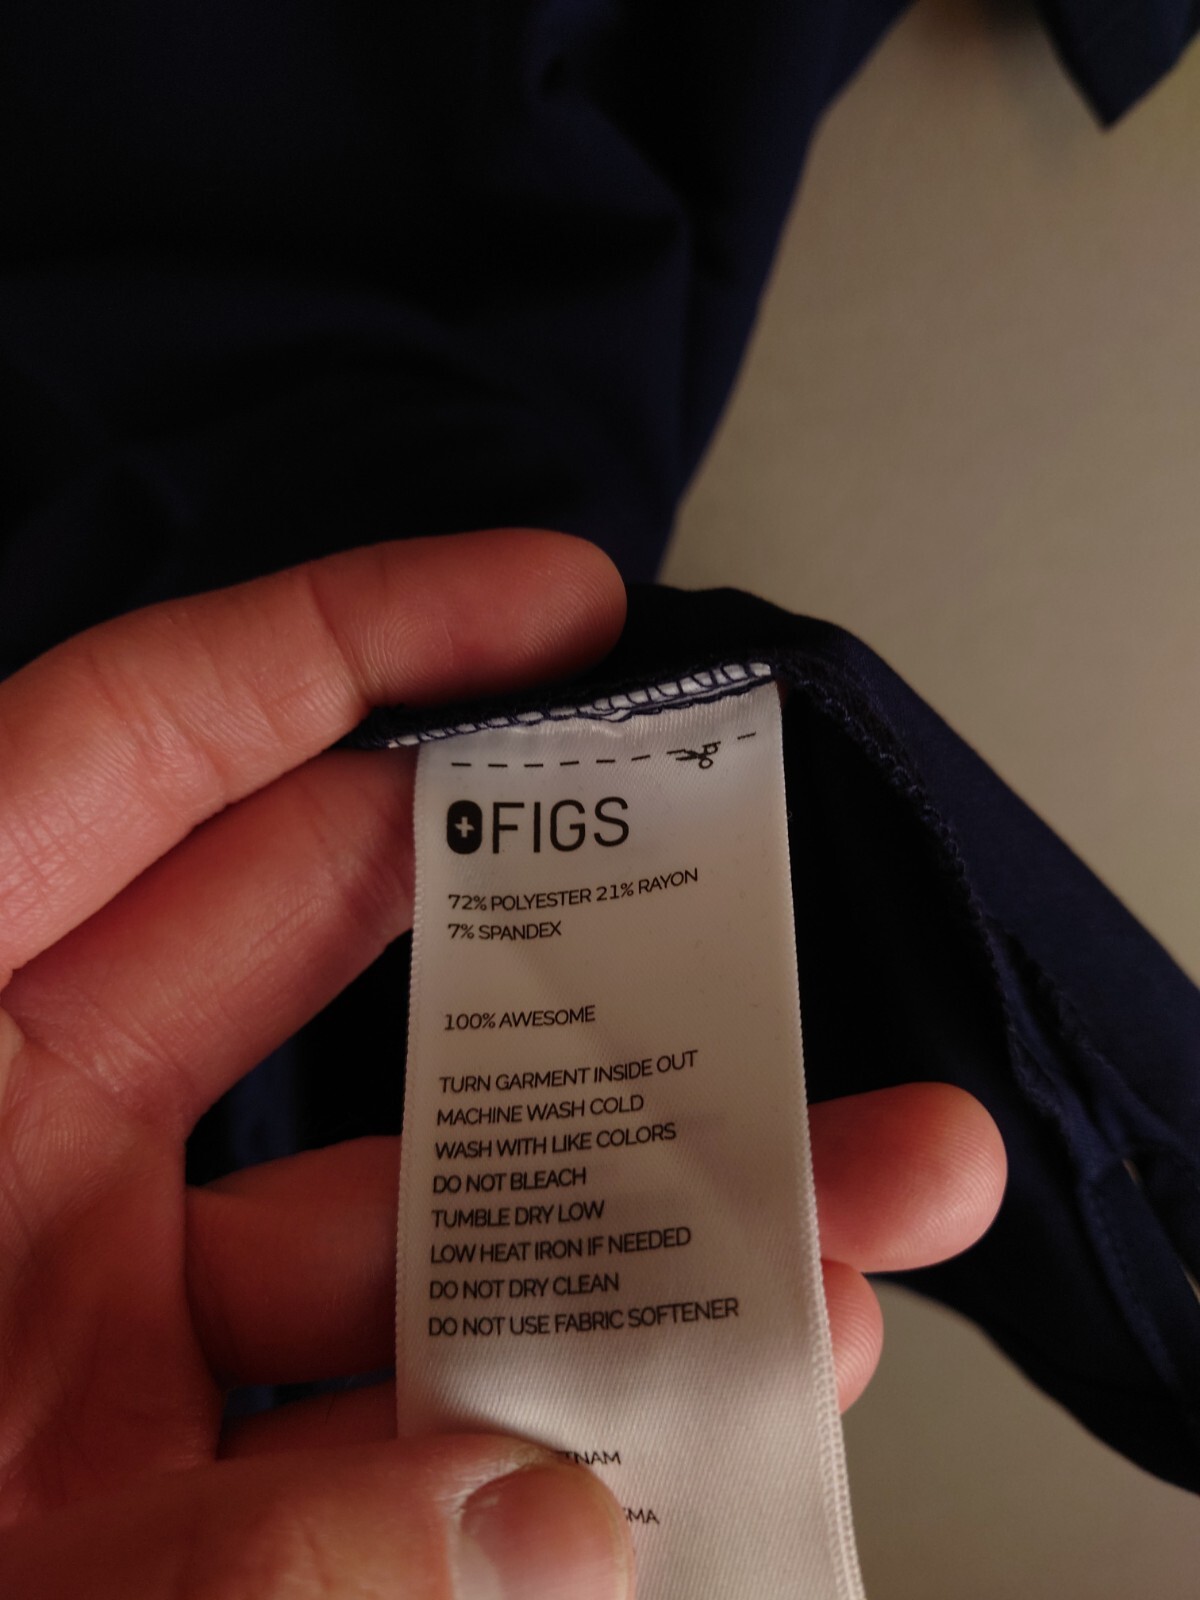 FIGS
72% POLYESTER 21% RAYON
7% SPANDEX
100% AWESOME
TURN GARMENT INSIDE OUT
MACHINE WASH COLD
WASH WITH LIKE COLORS
DO NOT BLEACH
TUMBLE DRY LOW
LOW HEAT IRON IF NEEDED
DO NOT DRY CLEAN
DO NOT USE FABRIC SOFTENER